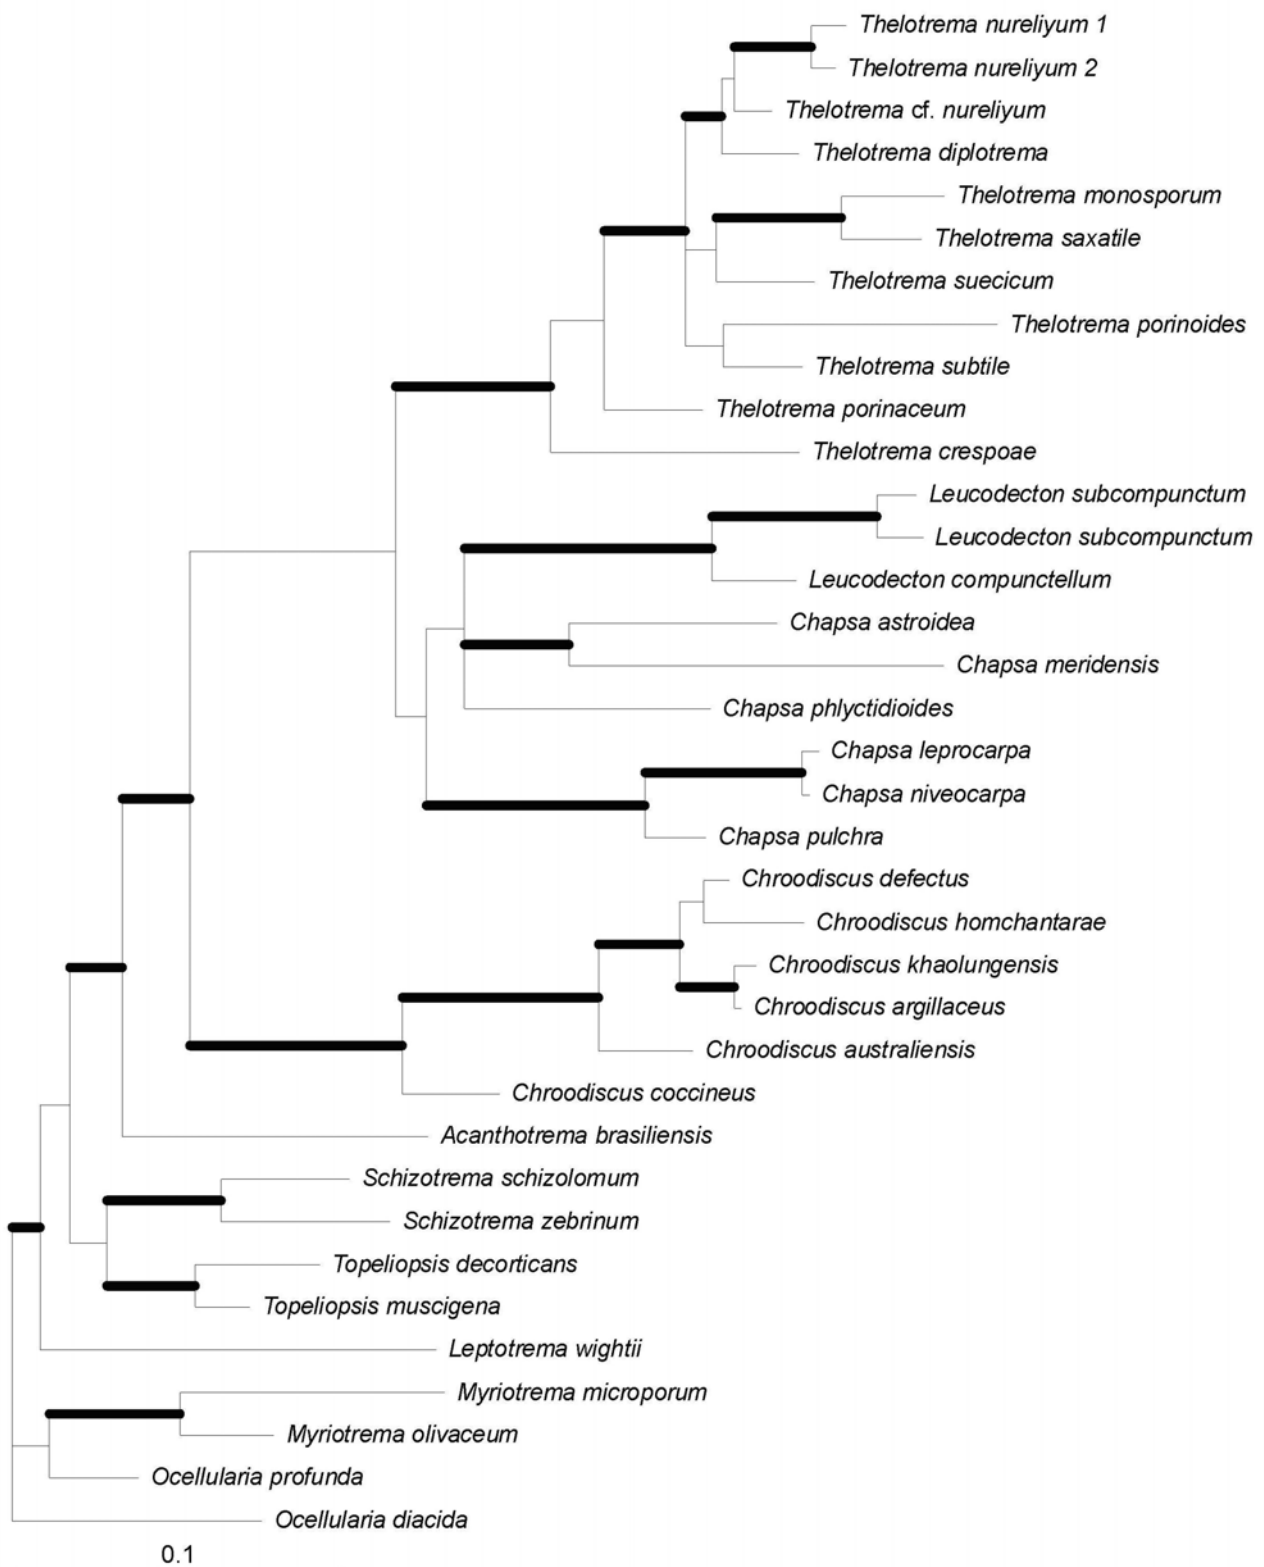 Thelotrema nureliyum 1
Thelotrema nureliyum 2
Thelotrema cf. nureliyum
Thelotrema diplotrema
Thelotrema monosporum
Thelotrema saxatile
Thelotrema suecicum
Thelotrema porinoides
Thelotrema subtile
Thelotrema porinaceum
Thelotrema crespoae
Leucodecton subcompunctum
Leucodecton subcompunctum
Leucodecton compunctellum
Chapsa astroidea
Chapsa meridensis
Chapsa phlyctidioides
Chapsa leprocarpa
Chapsa niveocarpa
Chapsa pulchra
Chroodiscus defectus
Chroodiscus homchantarae
Chroodiscus khaolungensis
Chroodiscus argillaceus
Chroodiscus australiensis
Chroodiscus coccineus
Acanthotrema brasiliensis
Schizotrema schizolomum
Schizotrema zebrinum
Topeliopsis decorticans
Topeliopsis muscigena
Leptotrema wightii
Myriotrema microporum
Myriotrema olivaceum
Ocellularia profunda
Ocellularia diacida
0.1